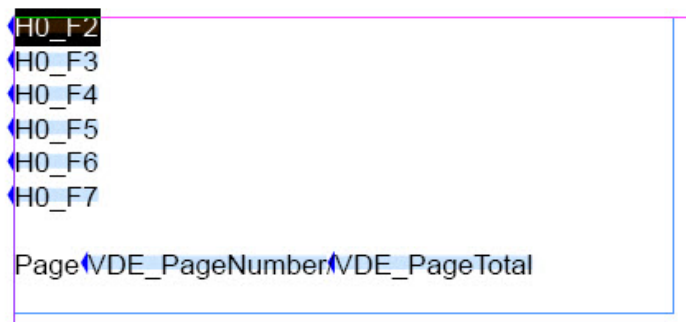 H0_F2
H0_F3
H0_F4
H0_F5
H0_F6
H0_F7
Page VDE_PageNumber/VDE_PageTotal